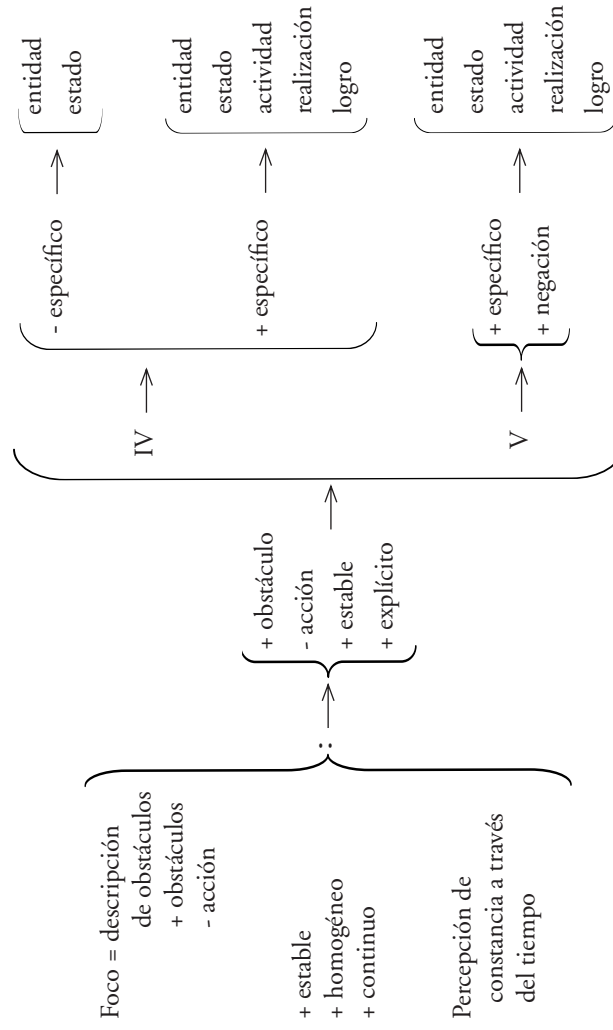 Foco = descripción
de obstáculos
+ obstáculos
- acción
+ estable
+ homogéneo
+ continuo
Percepción de
constancia a través
del tiempo
:
+ obstáculo
- acción
+ estable
+ explícito
IV
- específico
entidad
estado
+ específico
entidad
estado
actividad
realización
logro
V
+ específico
+ negación
entidad
estado
actividad
realización
logro